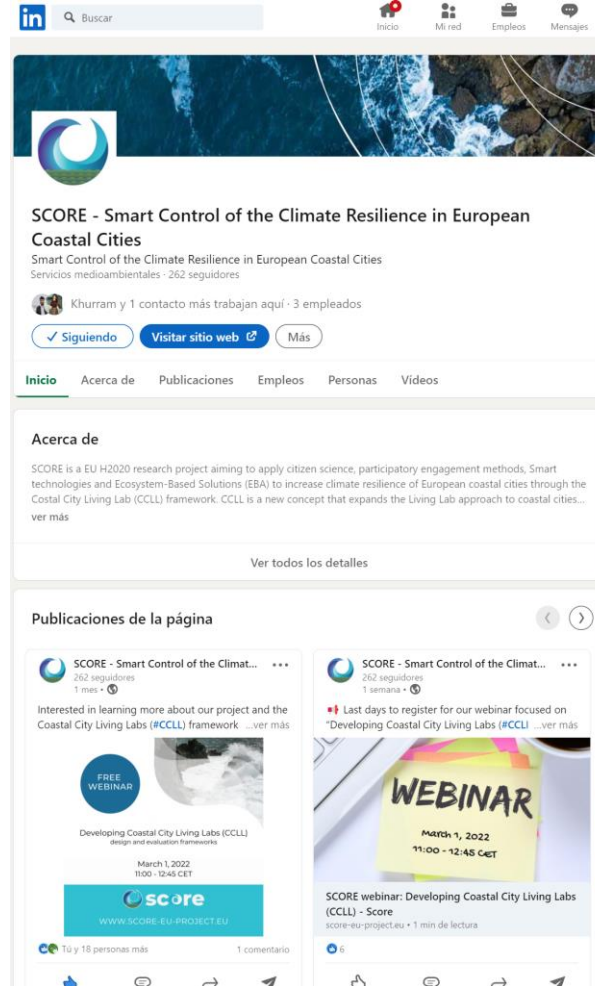 in
Buscar
Inicio
Mi red
Empleos
Mensajes
SCORE - Smart Control of the Climate Resilience in European
Coastal Cities
Smart Control of the Climate Resilience in European Coastal Cities
Servicios medioambientales · 262 seguidores
Khurram y 1 contacto más trabajan aquí · 3 empleados
✓ Siguiendo
Visitar sitio web
Más
Inicio
Acerca de
Publicaciones
Empleos
Personas
Vídeos
Acerca de
SCORE is a EU H2020 research project aiming to apply citizen science, participatory engagement methods, Smart
technologies and Ecosystem-Based Solutions (EBA) to increase climate resilience of European coastal cities through the
Costal City Living Lab (CCLL) framework. CCLL is a new concept that expands the Living Lab approach to coastal cities...
ver más
Ver todos los detalles
Publicaciones de la página
SCORE - Smart Control of the Climat...
262 seguidores
1 mes •
Interested in learning more about our project and the
Coastal City Living Labs (#CCLL) framework ...ver más
FREE
WEBINAR
Developing Coastal City Living Labs (CCLL)
design and evaluation frameworks
March 1, 2022
11:00 - 12:45 CET
score
WWW.SCORE-EU-PROJECT.EU
Tú y 18 personas más
1 comentario
SCORE - Smart Control of the Climat...
262 seguidores
1 semana •
Last days to register for our webinar focused on
"Developing Coastal City Living Labs (#CCLl ...ver más
WEBINAR
March 1, 2022
11:00 - 12:45 CET
SCORE webinar: Developing Coastal City Living Labs
(CCLL) - Score
score-eu-project.eu • 1 min de lectura
6